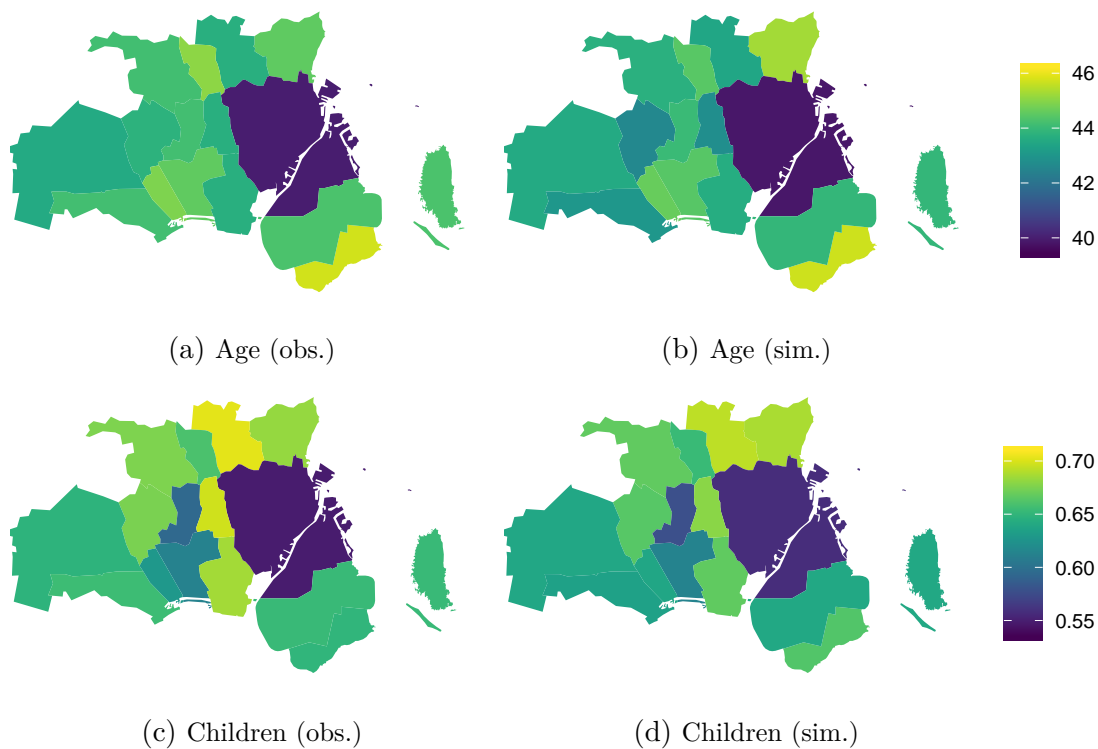 46
44
42
40
(a) Age (obs.)
(b) Age (sim.)
0.70
0.65
0.60
0.55
(c) Children (obs.)
(d) Children (sim.)